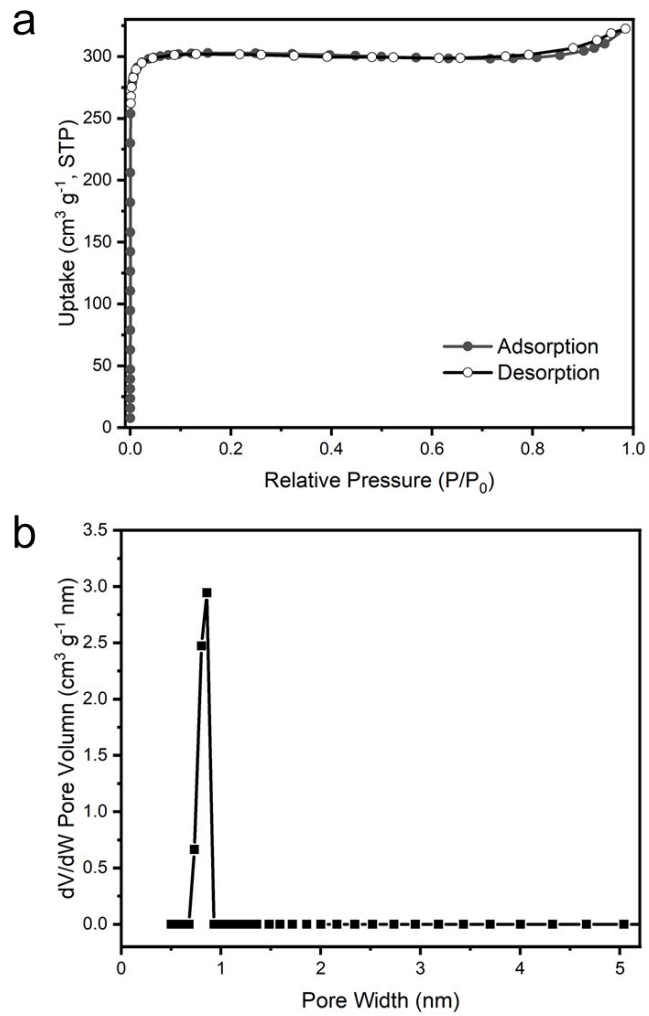 a
300
250
200
150
100
50
0
Uptake (cm³ g⁻¹, STP)
Adsorption
Desorption
0.0 0.2 0.4 0.6 0.8 1.0
Relative Pressure (P/P₀)
b
3.5
3.0
2.5
2.0
1.5
1.0
0.5
0.0
dV/dW Pore Volumn (cm³ g⁻¹ nm)
0 1 2 3 4 5
Pore Width (nm)